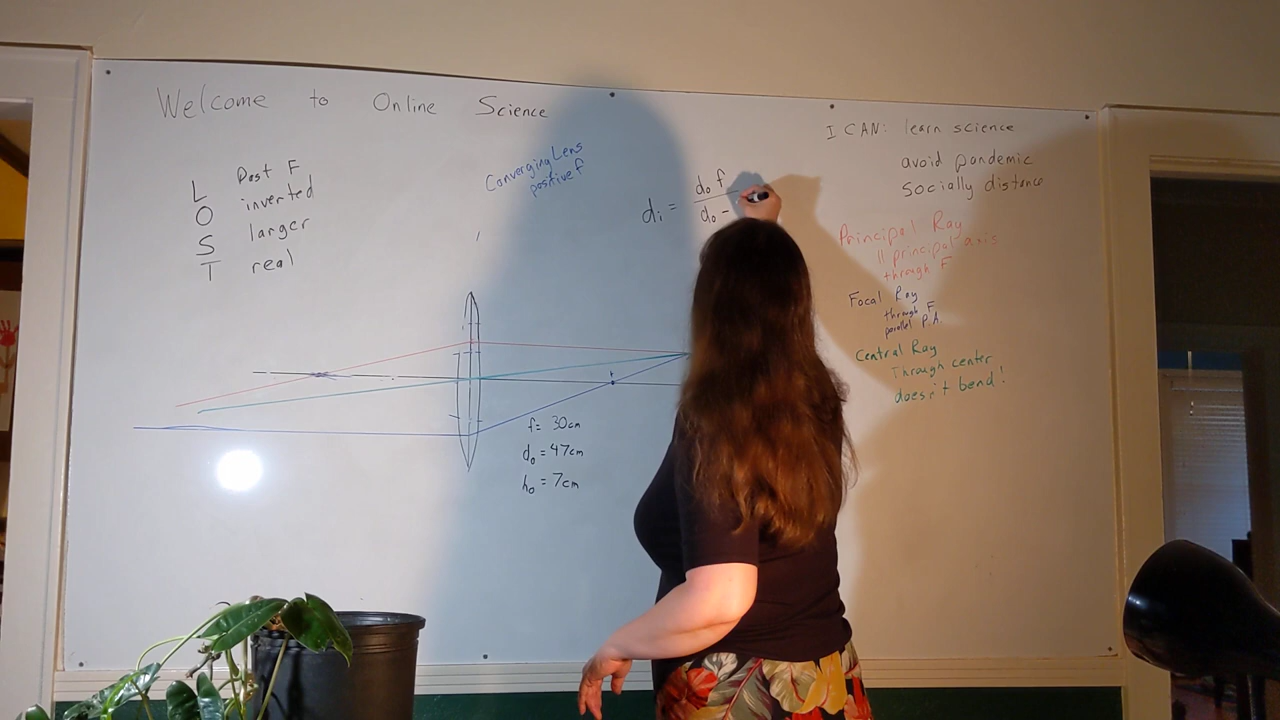 Welcome to Online Science
L Past F
O inverted
S larger
T real
Converging Lens
positive f
dᵢ = dₒ f
dₒ -
f = 30cm
dₒ = 47cm
hₒ = 7cm
I CAN: learn science
avoid pandemic
socially distance
Principal Ray
|| principal axis
through F
Focal Ray
through F
parallel P.A.
Central Ray
Through center
doesn't bend!